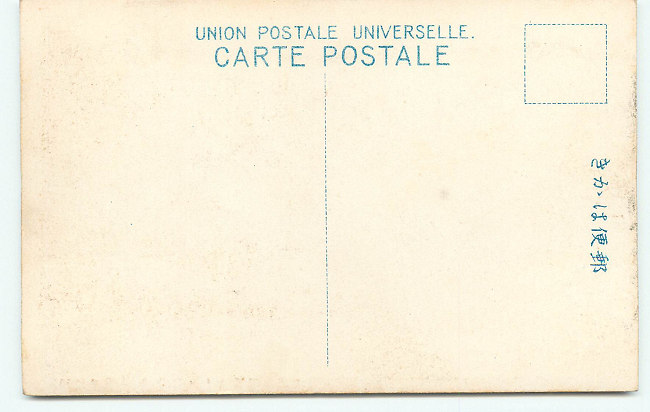 UNION POSTALE UNIVERSELLE.
CARTE POSTALE
郵便はがき